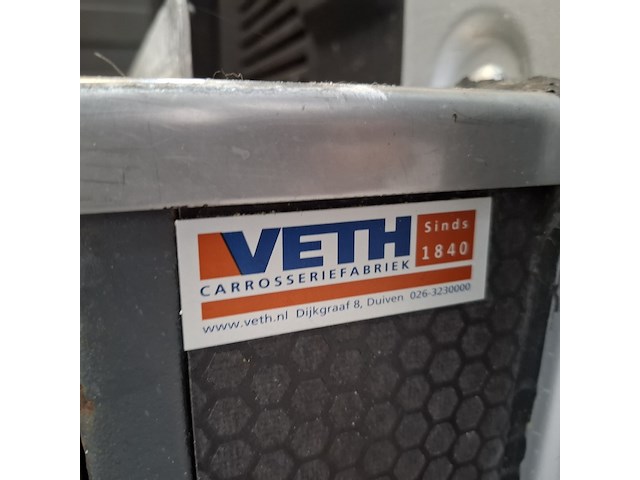 VETH
Sinds
1840
CARROSSERIEFABRIEK
www.veth.nl Dijkgraaf 8, Duiven 026-3230000